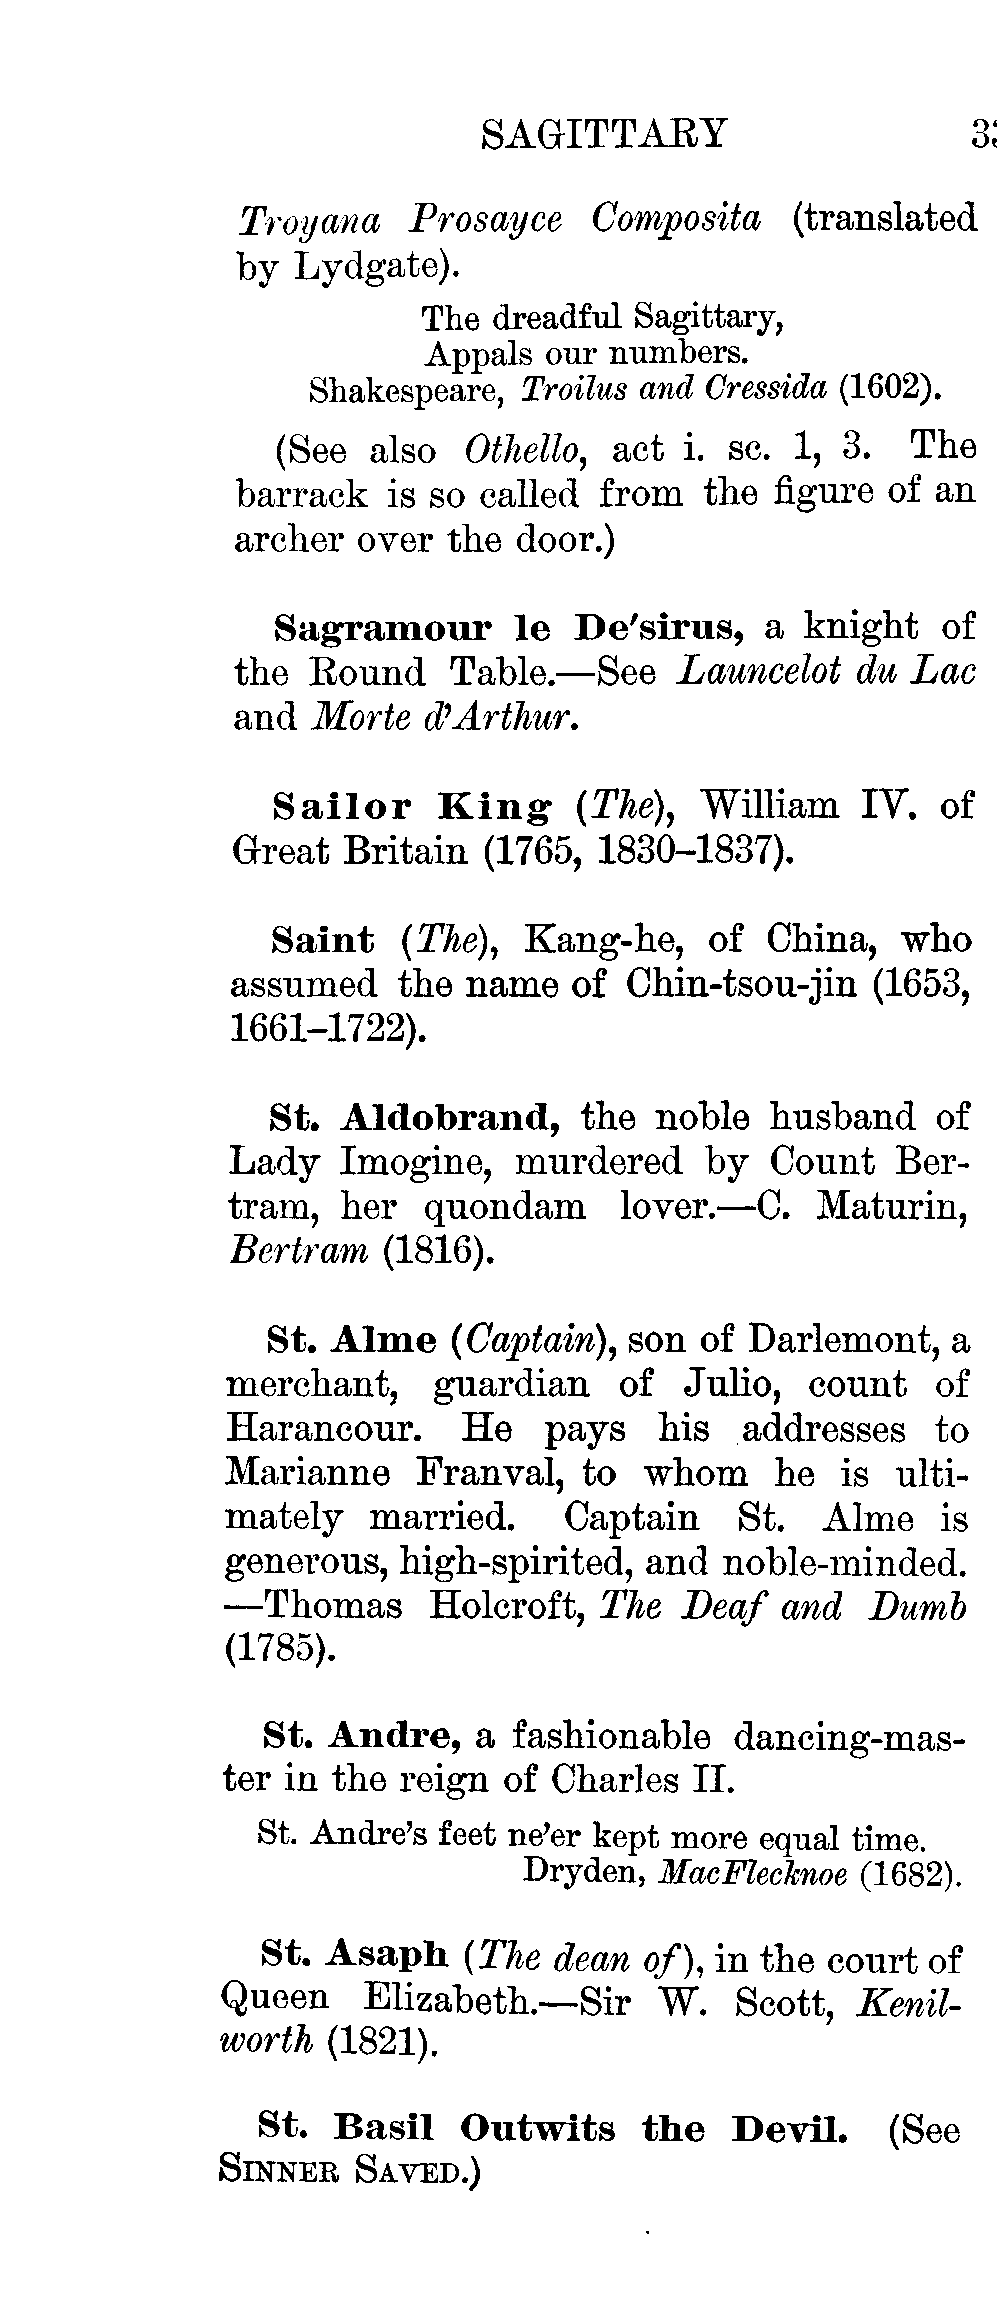 SAGITTARY
Troyana Prosayce Composita (translated
by Lydgate).
The dreadful Sagittary,
Appals our numbers.
Shakespeare, Troilus and Cressida (1602).
(See also Othello, act i. sc. 1, 3. The
barrack is so called from the figure of an
archer over the door.)
Sagramour le De'sirus, a knight of
the Round Table.—See Launcelot du Lac
and Morte d'Arthur.
Sailor King (The), William IV. of
Great Britain (1765, 1830–1837).
Saint (The), Kang-he, of China, who
assumed the name of Chin-tsou-jin (1653,
1661–1722).
St. Aldobrand, the noble husband of
Lady Imogine, murdered by Count Ber-
tram, her quondam lover.—C. Maturin,
Bertram (1816).
St. Alme (Captain), son of Darlemont, a
merchant, guardian of Julio, count of
Harancour. He pays his addresses to
Marianne Franval, to whom he is ulti-
mately married. Captain St. Alme is
generous, high-spirited, and noble-minded.
—Thomas Holcroft, The Deaf and Dumb
(1785).
St. Andre, a fashionable dancing-mas-
ter in the reign of Charles II.
St. Andre's feet ne'er kept more equal time.
Dryden, MacFlecknoe (1682).
St. Asaph (The dean of), in the court of
Queen Elizabeth.—Sir W. Scott, Kenil-
worth (1821).
St. Basil Outwits the Devil. (See
SINNER SAVED.)